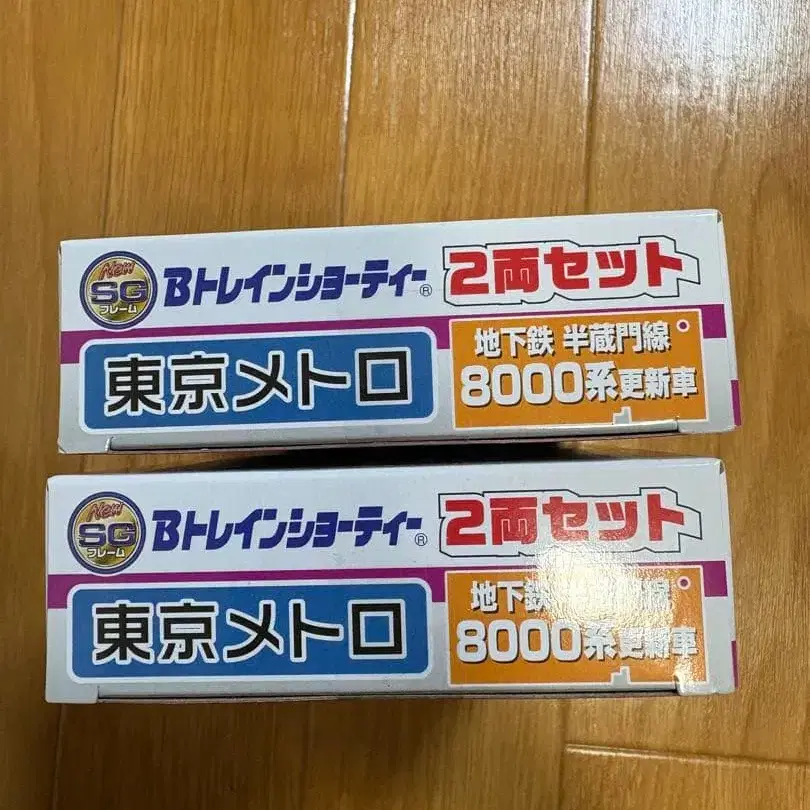 New
SG
フレーム
Bトレインショーティー®
2両セット
東京メトロ
地下鉄 半蔵門線
8000系更新車
New
SG
フレーム
Bトレインショーティー®
2両セット
東京メトロ
地下鉄 半蔵門線
8000系更新車